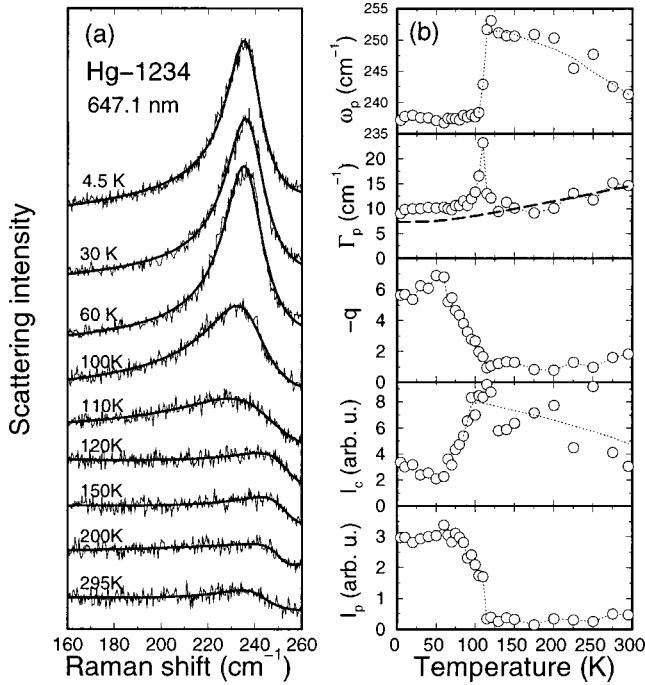 (a)
Hg-1234
647.1 nm
4.5 K
30 K
60 K
100K
110K
120K
150K
200K
295K
Scattering intensity
160 180 200 220 240 260
Raman shift (cm⁻¹)
(b)
255
250
245
240
235
ωp (cm⁻¹)
20
15
10
5
0
Γp (cm⁻¹)
6
4
2
0
-q
8
6
4
2
0
Ic (arb. u.)
4
3
2
1
0
Ip (arb. u.)
0 50 100 150 200 250 300
Temperature (K)